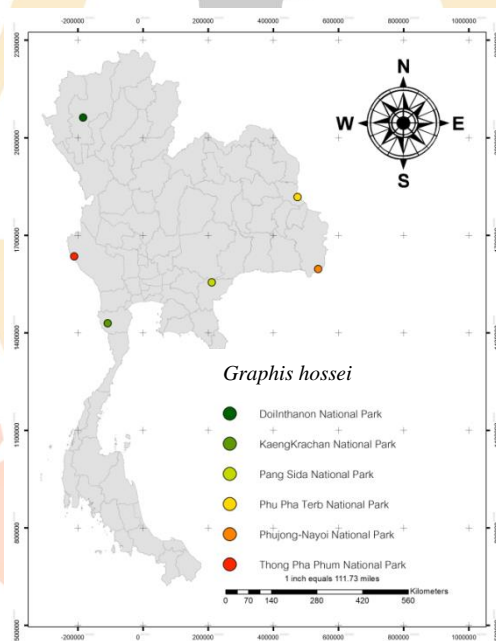 -200000 0 200000 400000 600000 800000 1000000
2300000
2000000
1700000
1400000
1100000
800000
500000
N
W E
S
Graphis hossei
DoiInthanon National Park
KaengKrachan National Park
Pang Sida National Park
Phu Pha Terb National Park
Phujong-Nayoi National Park
Thong Pha Phum National Park
1 inch equals 111.73 miles
Kilometers
0 70 140 280 420 560
-200000 0 200000 400000 600000 800000 1000000